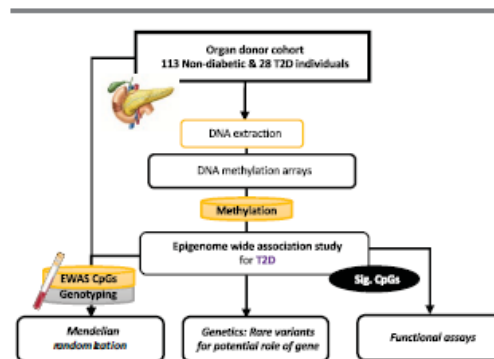 Organ donor cohort
113 Non-diabetic & 28 T2D individuals
DNA extraction
DNA methylation arrays
Methylation
Epigenome wide association study
for T2D
EWAS CpGs
Genotyping
Sig. CpGs
Mendelian
randomization
Genetics: Rare variants
for potential role of gene
Functional assays